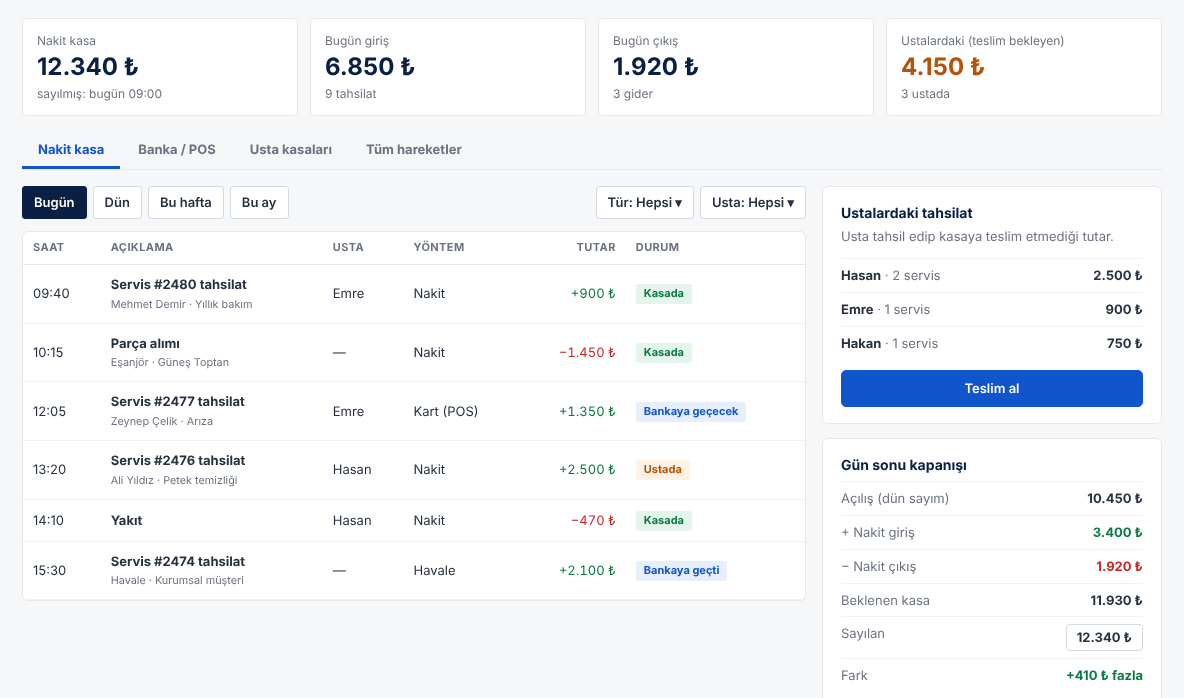 Nakit kasa
12.340 ₺
sayılmış: bugün 09:00
Bugün giriş
6.850 ₺
9 tahsilat
Bugün çıkış
1.920 ₺
3 gider
Ustalardaki (teslim bekleyen)
4.150 ₺
3 ustada
Nakit kasa Banka / POS Usta kasaları Tüm hareketler
Bugün Dün Bu hafta Bu ay Tür: Hepsi ▾ Usta: Hepsi ▾
SAAT AÇIKLAMA USTA YÖNTEM TUTAR DURUM
09:40 Servis #2480 tahsilat Emre Nakit +900 ₺ Kasada
Mehmet Demir · Yıllık bakım
10:15 Parça alımı — Nakit −1.450 ₺ Kasada
Eşanjör · Güneş Toptan
12:05 Servis #2477 tahsilat Emre Kart (POS) +1.350 ₺ Bankaya geçecek
Zeynep Çelik · Arıza
13:20 Servis #2476 tahsilat Hasan Nakit +2.500 ₺ Ustada
Ali Yıldız · Petek temizliği
14:10 Yakıt Hasan Nakit −470 ₺ Kasada
15:30 Servis #2474 tahsilat — Havale +2.100 ₺ Bankaya geçti
Havale · Kurumsal müşteri
Ustalardaki tahsilat
Usta tahsil edip kasaya teslim etmediği tutar.
Hasan · 2 servis 2.500 ₺
Emre · 1 servis 900 ₺
Hakan · 1 servis 750 ₺
Teslim al
Gün sonu kapanışı
Açılış (dün sayım) 10.450 ₺
+ Nakit giriş 3.400 ₺
− Nakit çıkış 1.920 ₺
Beklenen kasa 11.930 ₺
Sayılan 12.340 ₺
Fark +410 ₺ fazla